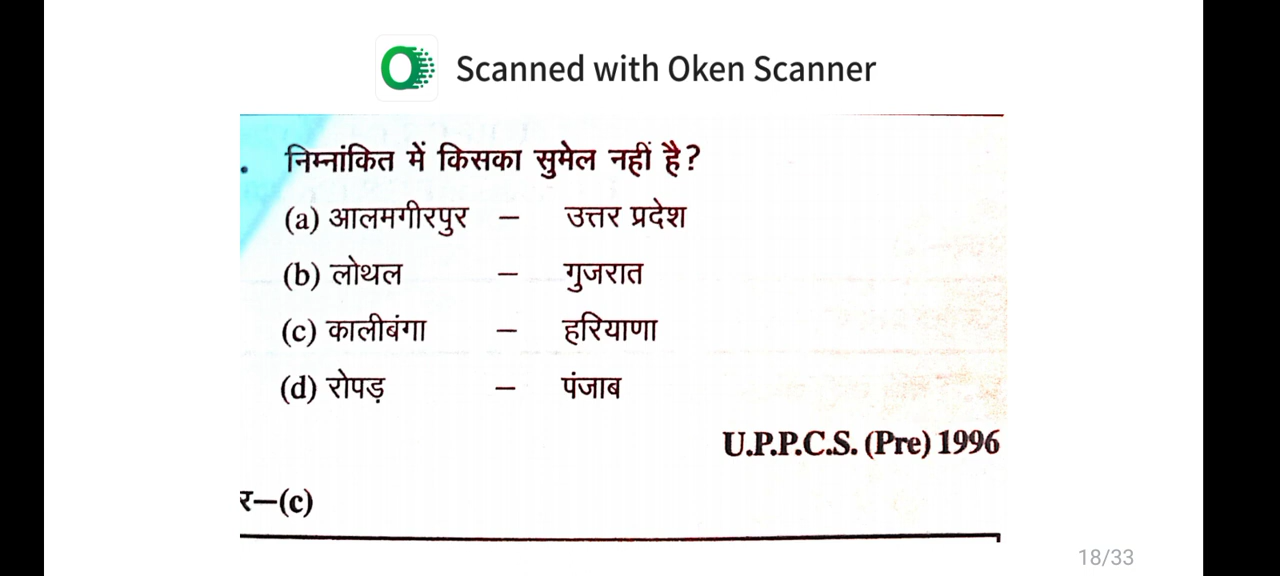 Scanned with Oken Scanner
निम्नांकित में किसका सुमेल नहीं है?
(a) आलमगीरपुर – उत्तर प्रदेश
(b) लोथल – गुजरात
(c) कालीबंगा – हरियाणा
(d) रोपड़ – पंजाब
U.P.P.C.S. (Pre) 1996
र–(c)
18/33